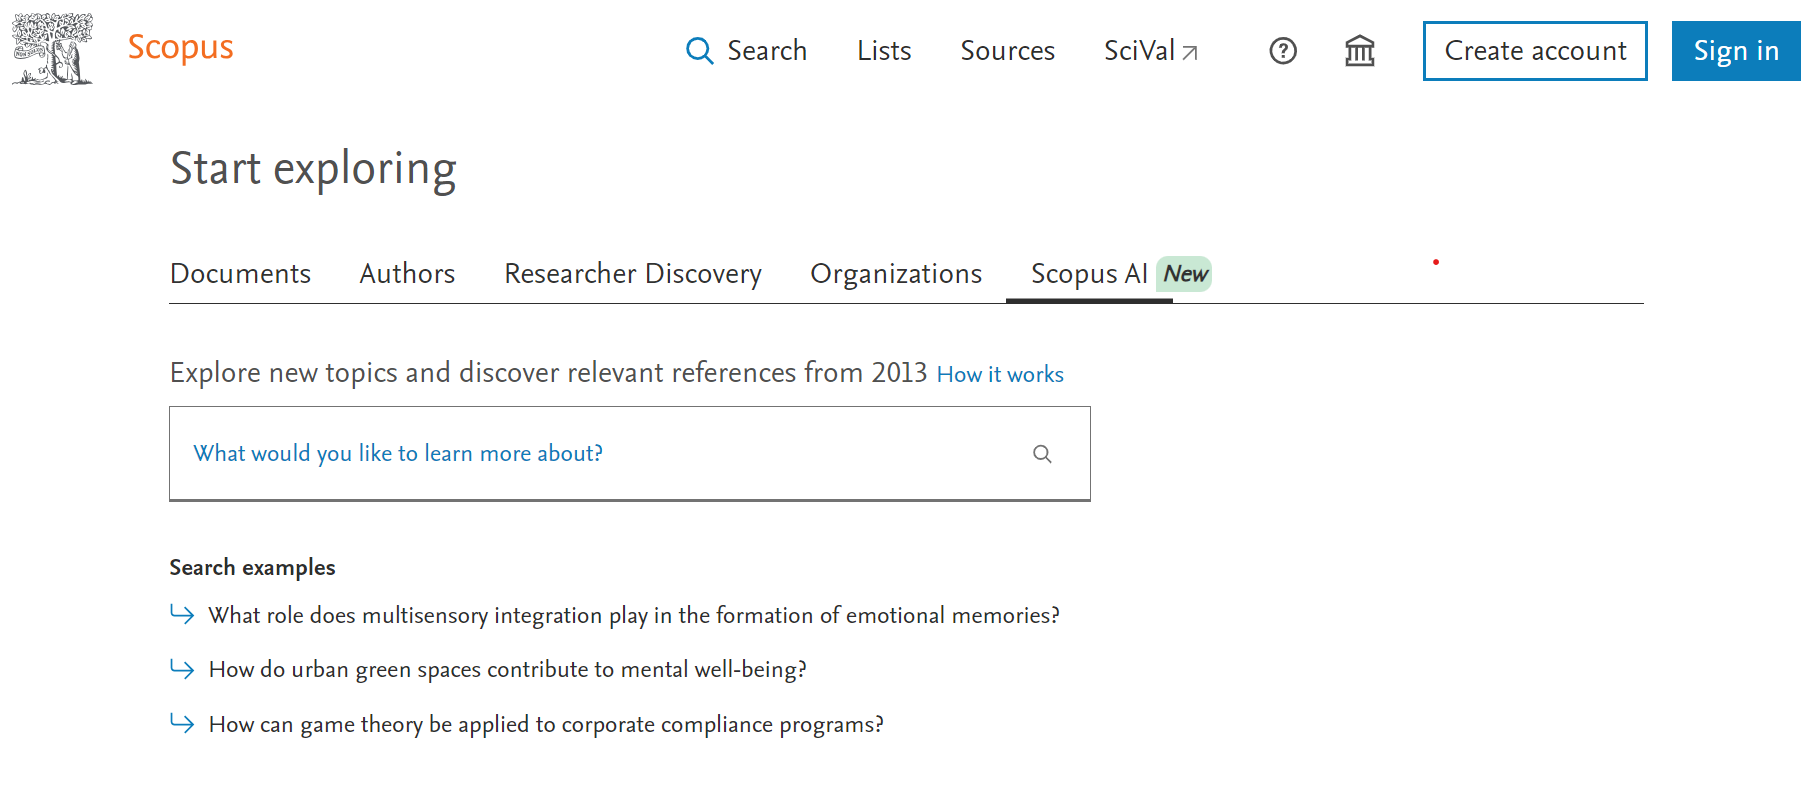 Scopus
Search Lists Sources SciVal Create account Sign in
Start exploring
Documents Authors Researcher Discovery Organizations Scopus AI New
Explore new topics and discover relevant references from 2013 How it works
What would you like to learn more about?
Search examples
What role does multisensory integration play in the formation of emotional memories?
How do urban green spaces contribute to mental well-being?
How can game theory be applied to corporate compliance programs?